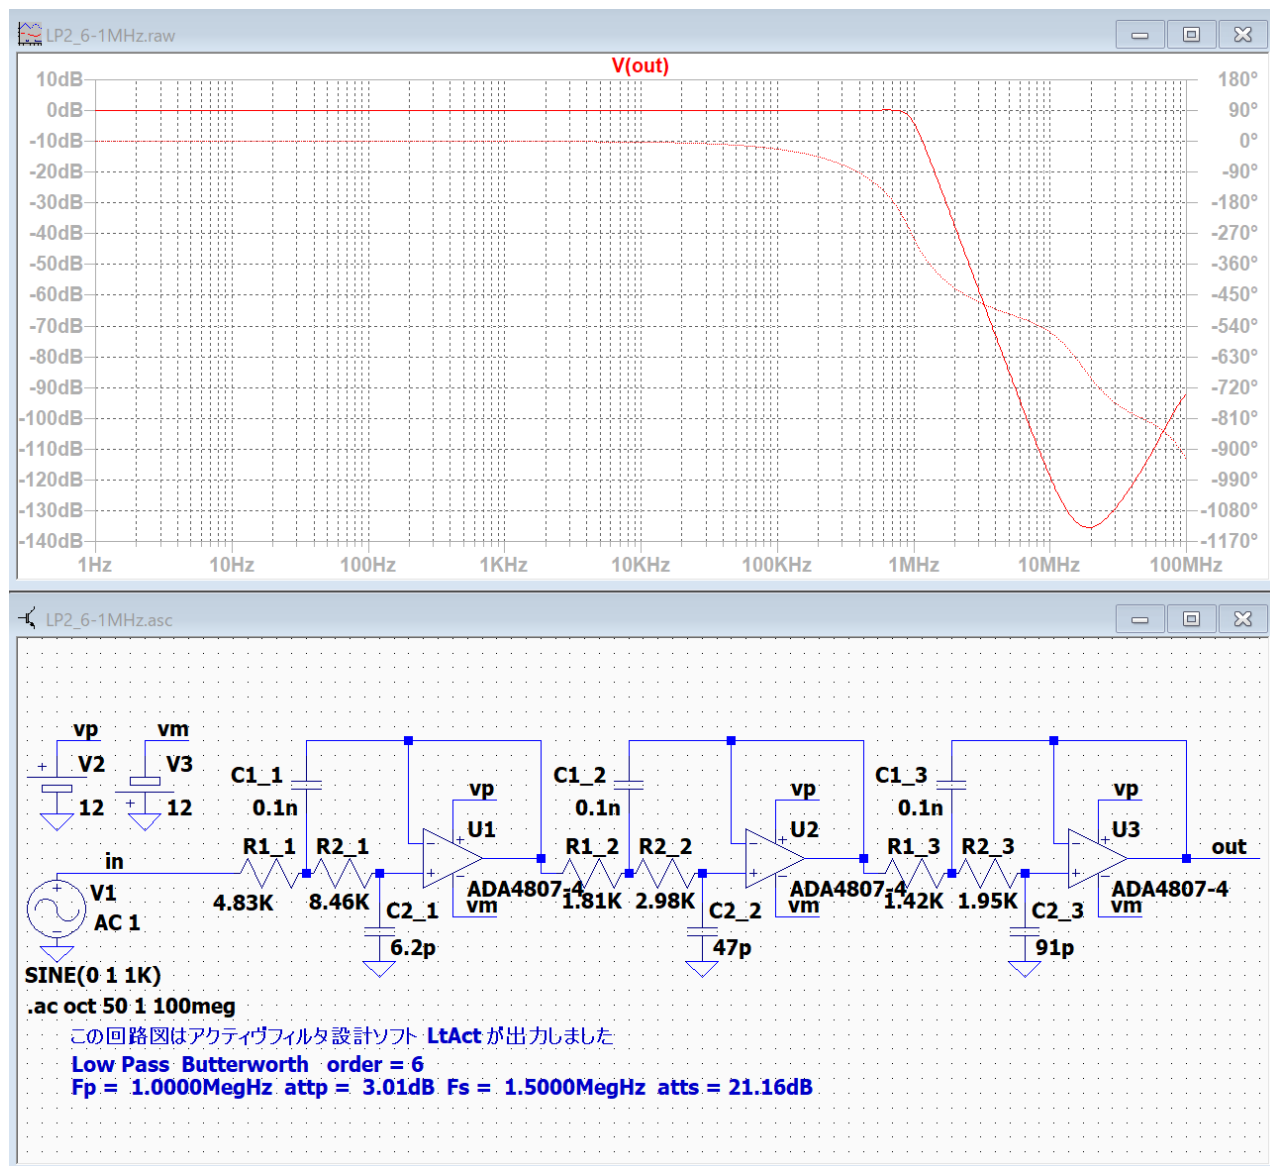 LP2_6-1MHz.raw
V(out)
10dB 180°
0dB 90°
-10dB 0°
-20dB -90°
-30dB -180°
-40dB -270°
-50dB -360°
-60dB -450°
-70dB -540°
-80dB -630°
-90dB -720°
-100dB -810°
-110dB -900°
-120dB -990°
-130dB -1080°
-140dB -1170°
1Hz 10Hz 100Hz 1KHz 10KHz 100KHz 1MHz 10MHz 100MHz
LP2_6-1MHz.asc
vp vm
V2 V3 C1_1 C1_2 C1_3
12 12 0.1n vp 0.1n vp 0.1n vp
U1 U2 U3
in R1_1 R2_1 R1_2 R2_2 R1_3 R2_3 out
V1 4.83K 8.46K ADA4807-4 1.81K 2.98K ADA4807-4 1.42K 1.95K ADA4807-4
vm vm vm
AC 1 C2_1 C2_2 C2_3
6.2p 47p 91p
SINE(0 1 1K)
.ac oct 50 1 100meg
この回路図はアクティヴフィルタ設計ソフト LtAct が出力しました
Low Pass Butterworth order = 6
Fp = 1.0000MegHz attp = 3.01dB Fs = 1.5000MegHz atts = 21.16dB